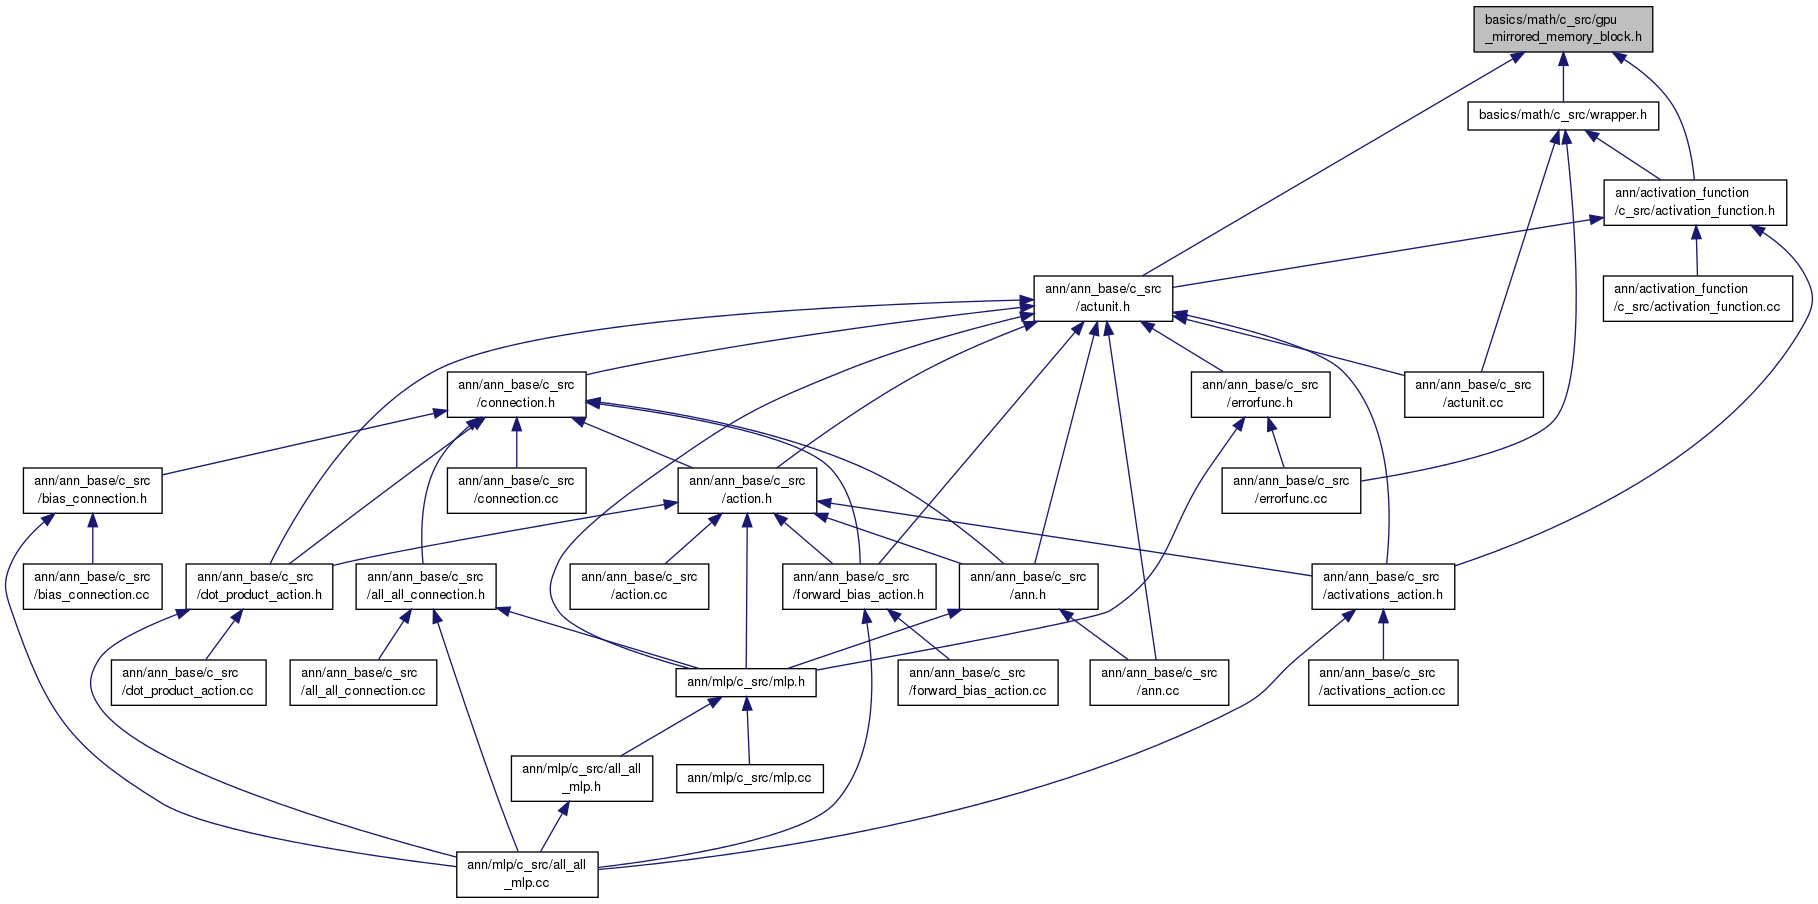 basics/math/c_src/gpu
_mirrored_memory_block.h
basics/math/c_src/wrapper.h
ann/activation_function
/c_src/activation_function.h
ann/ann_base/c_src
/actunit.h
ann/activation_function
/c_src/activation_function.cc
ann/ann_base/c_src
/connection.h
ann/ann_base/c_src
/errorfunc.h
ann/ann_base/c_src
/actunit.cc
ann/ann_base/c_src
/bias_connection.h
ann/ann_base/c_src
/connection.cc
ann/ann_base/c_src
/action.h
ann/ann_base/c_src
/errorfunc.cc
ann/ann_base/c_src
/bias_connection.cc
ann/ann_base/c_src
/dot_product_action.h
ann/ann_base/c_src
/all_all_connection.h
ann/ann_base/c_src
/action.cc
ann/ann_base/c_src
/forward_bias_action.h
ann/ann_base/c_src
/ann.h
ann/ann_base/c_src
/activations_action.h
ann/ann_base/c_src
/dot_product_action.cc
ann/ann_base/c_src
/all_all_connection.cc
ann/mlp/c_src/mlp.h
ann/ann_base/c_src
/forward_bias_action.cc
ann/ann_base/c_src
/ann.cc
ann/ann_base/c_src
/activations_action.cc
ann/mlp/c_src/all_all
_mlp.h
ann/mlp/c_src/mlp.cc
ann/mlp/c_src/all_all
_mlp.cc